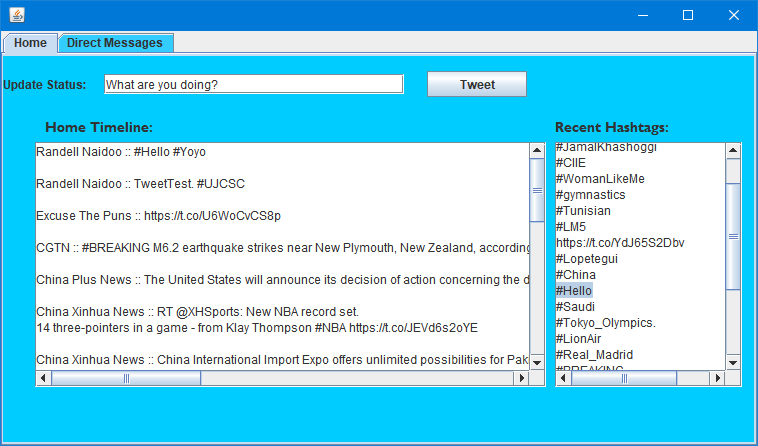 Home
Direct Messages
Update Status:
What are you doing?
Tweet
Home Timeline:
Randell Naidoo :: #Hello #Yoyo
Randell Naidoo :: TweetTest. #UJCSC
Excuse The Puns :: https://t.co/U6WoCvCS8p
CGTN :: #BREAKING M6.2 earthquake strikes near New Plymouth, New Zealand, according
China Plus News :: The United States will announce its decision of action concerning the d
China Xinhua News :: RT @XHSports: New NBA record set.
14 three-pointers in a game - from Klay Thompson #NBA https://t.co/JEVd6s2oYE
China Xinhua News :: China International Import Expo offers unlimited possibilities for Pak
Recent Hashtags:
#JamalKhashoggi
#CIIE
#WomanLikeMe
#gymnastics
#Tunisian
#LM5
https://t.co/YdJ65S2Dbv
#Lopetegui
#China
#Hello
#Saudi
#Tokyo_Olympics.
#LionAir
#Real_Madrid
#BREAKING